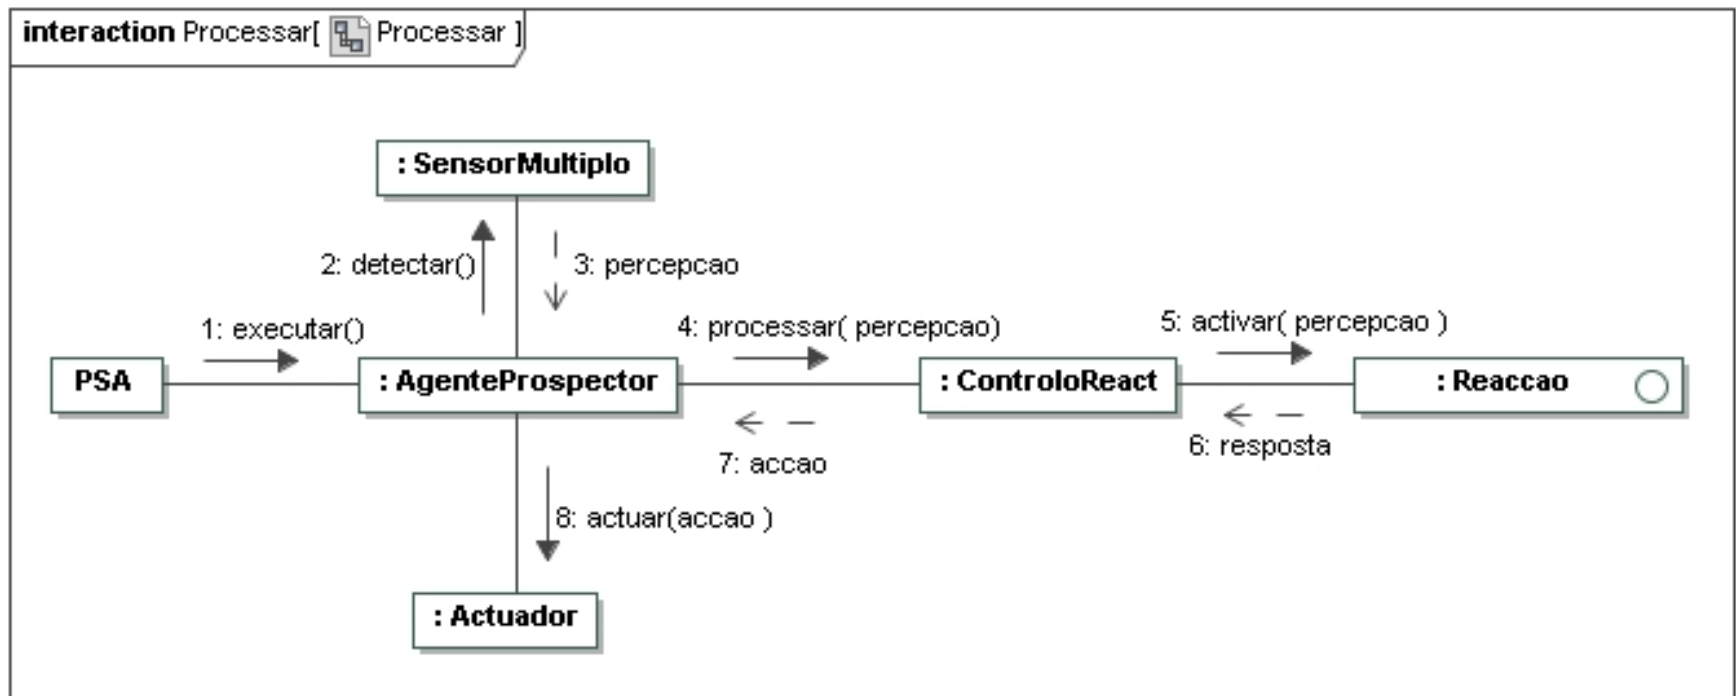 interaction Processar[ Processar ]
: SensorMultiplo
2: detectar()
3: percepcao
1: executar()
4: processar( percepcao)
5: activar( percepcao )
PSA
: AgenteProspector
: ControloReact
: Reaccao
7: accao
6: resposta
8: actuar(accao )
: Actuador